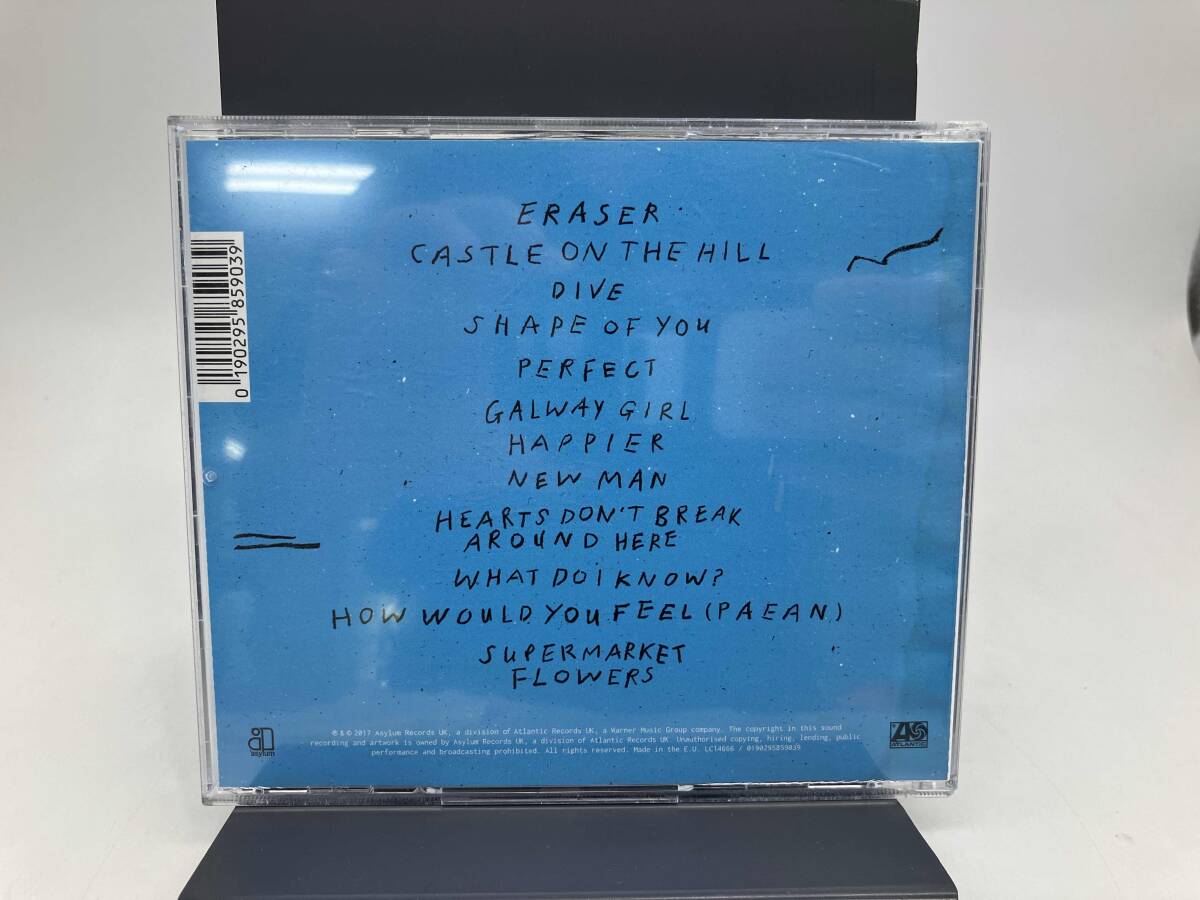 ERASER
CASTLE ON THE HILL
DIVE
SHAPE OF YOU
PERFECT
GALWAY GIRL
HAPPIER
NEW MAN
HEARTS DON'T BREAK
AROUND HERE
WHAT DO i KNOW?
HOW WOULD YOU FEEL (PAEAN)
SUPERMARKET
FLOWERS
0 190295 859039
asylum
℗ & © 2017 Asylum Records UK, a division of Atlantic Records UK, a Warner Music Group company. The copyright in this sound
recording and artwork is owned by Asylum Records UK, a division of Atlantic Records UK. Unauthorised copying, hiring, lending, public
performance and broadcasting prohibited. All rights reserved. Made in the E.U. LC14666 / 0190295859039
ATLANTIC